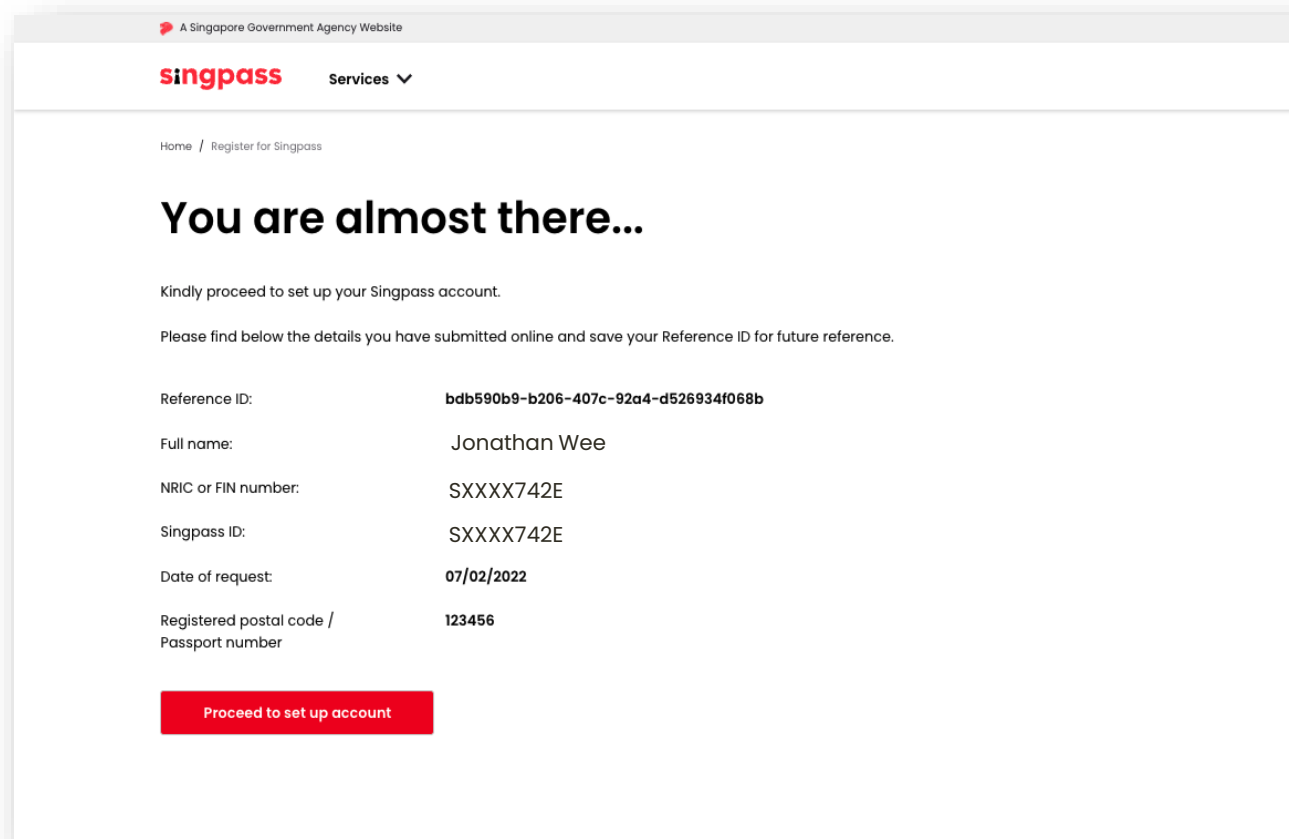 A Singapore Government Agency Website
singpass Services
Home / Register for Singpass
You are almost there...
Kindly proceed to set up your Singpass account.
Please find below the details you have submitted online and save your Reference ID for future reference.
Reference ID: bdb590b9-b206-407c-92a4-d526934f068b
Full name: Jonathan Wee
NRIC or FIN number: SXXXX742E
Singpass ID: SXXXX742E
Date of request: 07/02/2022
Registered postal code / 123456
Passport number
Proceed to set up account